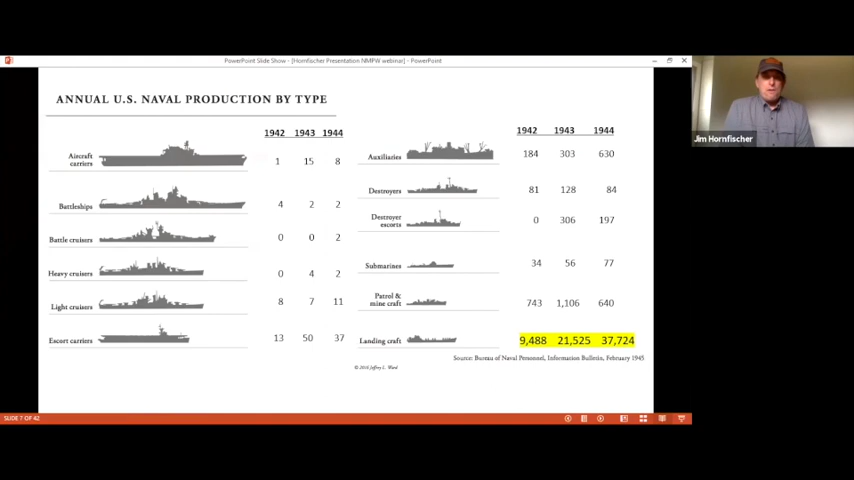 PowerPoint Slide Show - [Hornfischer Presentation NMPW webinar] - PowerPoint
Jim Hornfischer
ANNUAL U.S. NAVAL PRODUCTION BY TYPE
1942 1943 1944
Aircraft
carriers 1 15 8
Battleships 4 2 2
Battle cruisers 0 0 2
Heavy cruisers 0 4 2
Light cruisers 8 7 11
Escort carriers 13 50 37
1942 1943 1944
Auxiliaries 184 303 630
Destroyers 81 128 84
Destroyer
escorts 0 306 197
Submarines 34 56 77
Patrol &
mine craft 743 1,106 640
Landing craft 9,488 21,525 37,724
Source: Bureau of Naval Personnel, Information Bulletin, February 1945
© 2016 Jeffrey L. Ward
SLIDE 7 OF 42